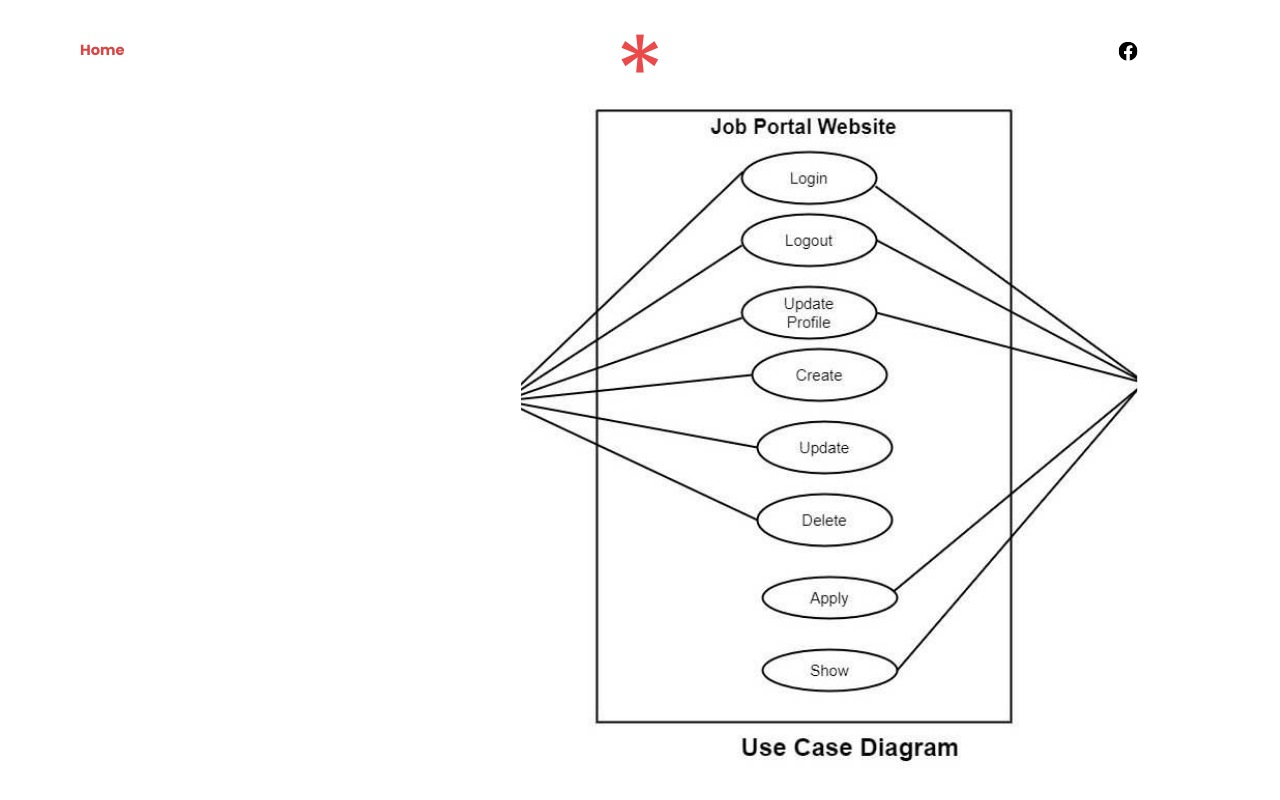 Home
Job Portal Website
Login
Logout
Update
Profile
Create
Update
Delete
Apply
Show
Use Case Diagram